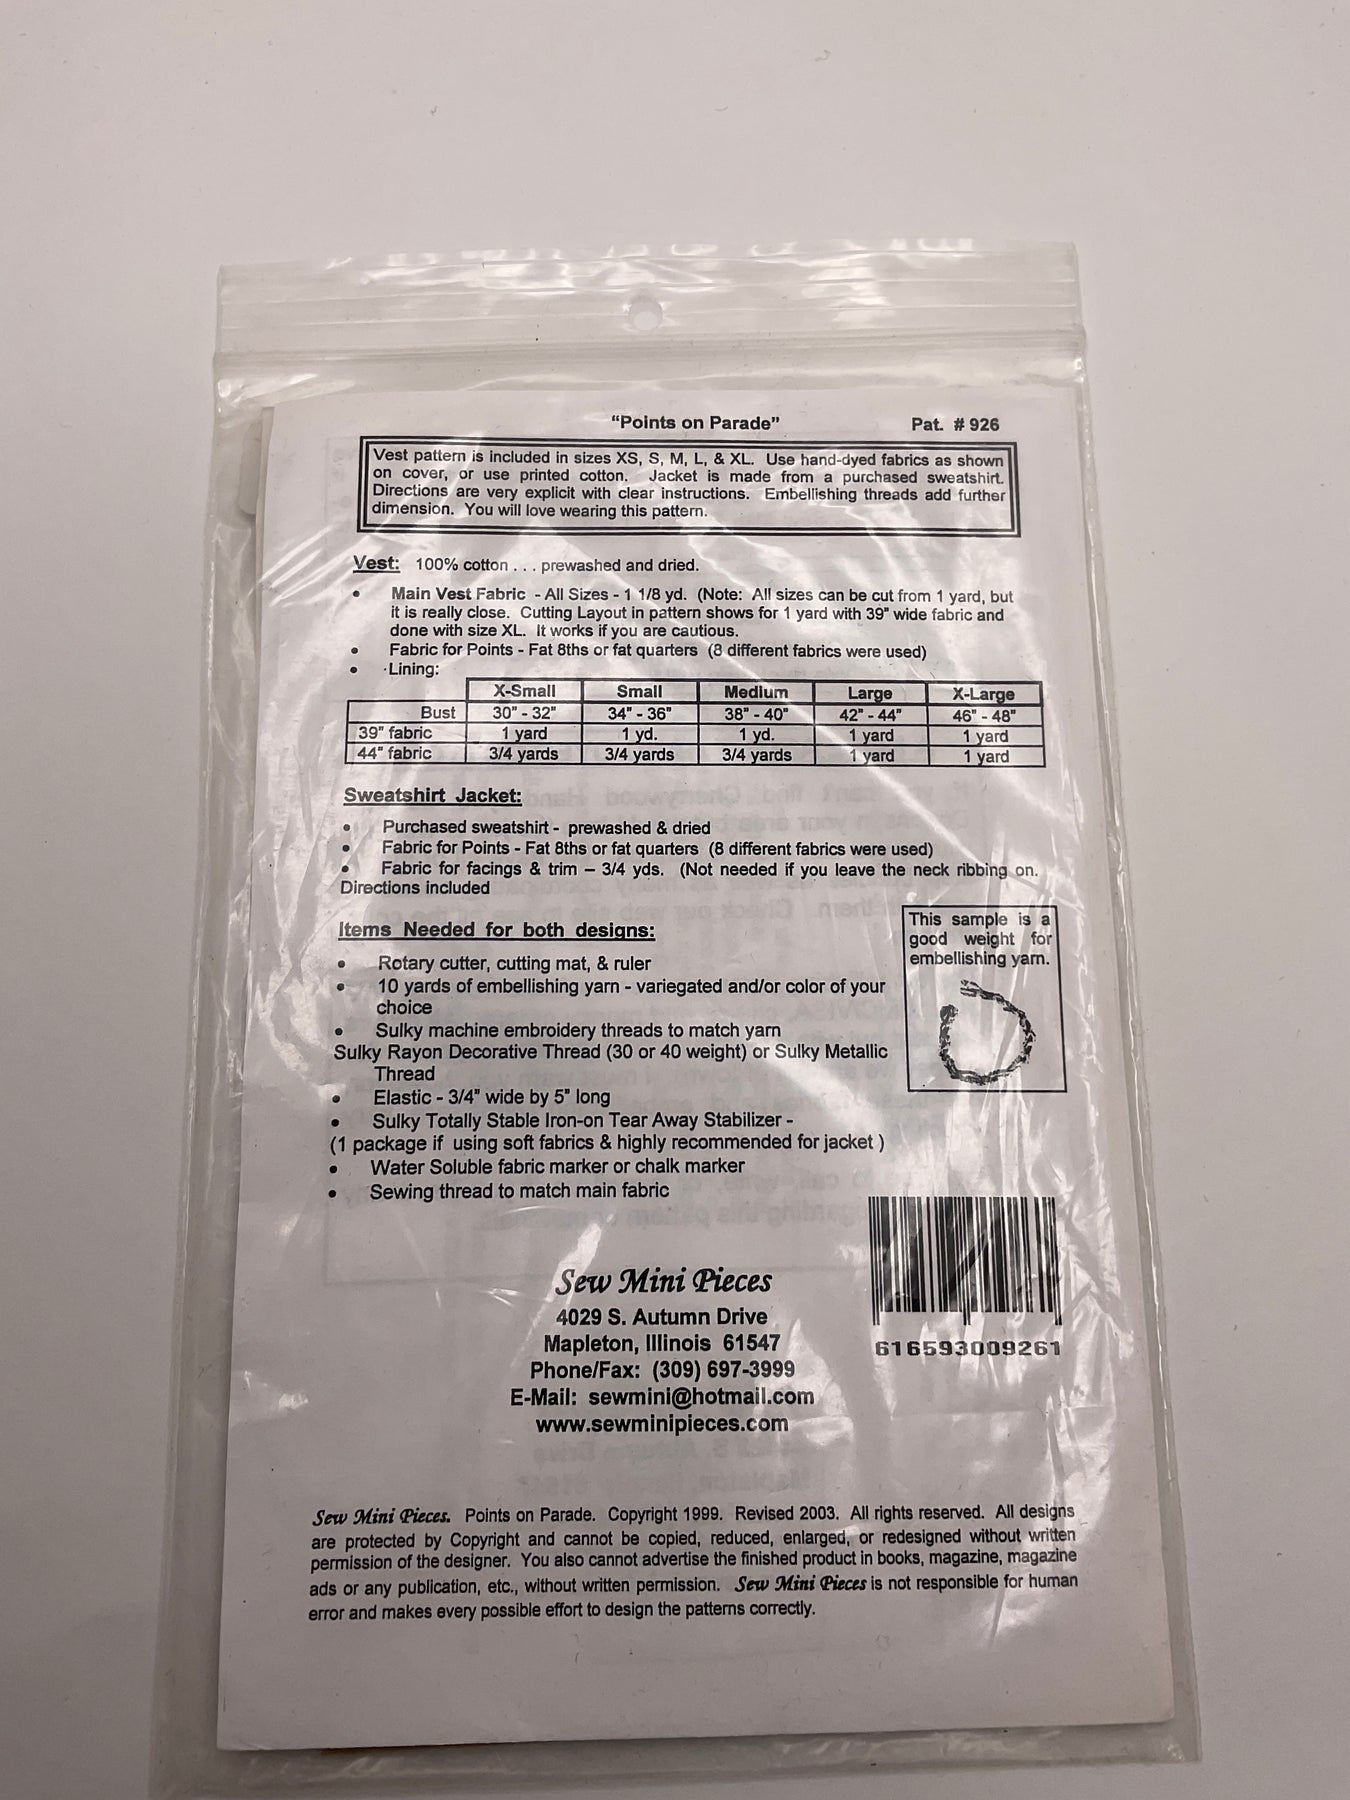 "Points on Parade" Pat. # 926
Vest pattern is included in sizes XS, S, M, L, & XL. Use hand-dyed fabrics as shown
on cover, or use printed cotton. Jacket is made from a purchased sweatshirt.
Directions are very explicit with clear instructions. Embellishing threads add further
dimension. You will love wearing this pattern.
Vest: 100% cotton . . . prewashed and dried.
• Main Vest Fabric - All Sizes - 1 1/8 yd. (Note: All sizes can be cut from 1 yard, but
it is really close. Cutting Layout in pattern shows for 1 yard with 39" wide fabric and
done with size XL. It works if you are cautious.
• Fabric for Points - Fat 8ths or fat quarters (8 different fabrics were used)
• ·Lining:
X-Small Small Medium Large X-Large
Bust 30" - 32" 34" - 36" 38" - 40" 42" - 44" 46" - 48"
39" fabric 1 yard 1 yd. 1 yd. 1 yard 1 yard
44" fabric 3/4 yards 3/4 yards 3/4 yards 1 yard 1 yard
Sweatshirt Jacket:
• Purchased sweatshirt - prewashed & dried
• Fabric for Points - Fat 8ths or fat quarters (8 different fabrics were used)
• Fabric for facings & trim – 3/4 yds. (Not needed if you leave the neck ribbing on.
Directions included
Items Needed for both designs:
• Rotary cutter, cutting mat, & ruler
• 10 yards of embellishing yarn - variegated and/or color of your
choice
• Sulky machine embroidery threads to match yarn
Sulky Rayon Decorative Thread (30 or 40 weight) or Sulky Metallic
Thread
• Elastic - 3/4" wide by 5" long
• Sulky Totally Stable Iron-on Tear Away Stabilizer -
(1 package if using soft fabrics & highly recommended for jacket )
• Water Soluble fabric marker or chalk marker
• Sewing thread to match main fabric
This sample is a
good weight for
embellishing yarn.
616593009261
Sew Mini Pieces
4029 S. Autumn Drive
Mapleton, Illinois 61547
Phone/Fax: (309) 697-3999
E-Mail: sewmini@hotmail.com
www.sewminipieces.com
Sew Mini Pieces. Points on Parade. Copyright 1999. Revised 2003. All rights reserved. All designs
are protected by Copyright and cannot be copied, reduced, enlarged, or redesigned without written
permission of the designer. You also cannot advertise the finished product in books, magazine, magazine
ads or any publication, etc., without written permission. Sew Mini Pieces is not responsible for human
error and makes every possible effort to design the patterns correctly.